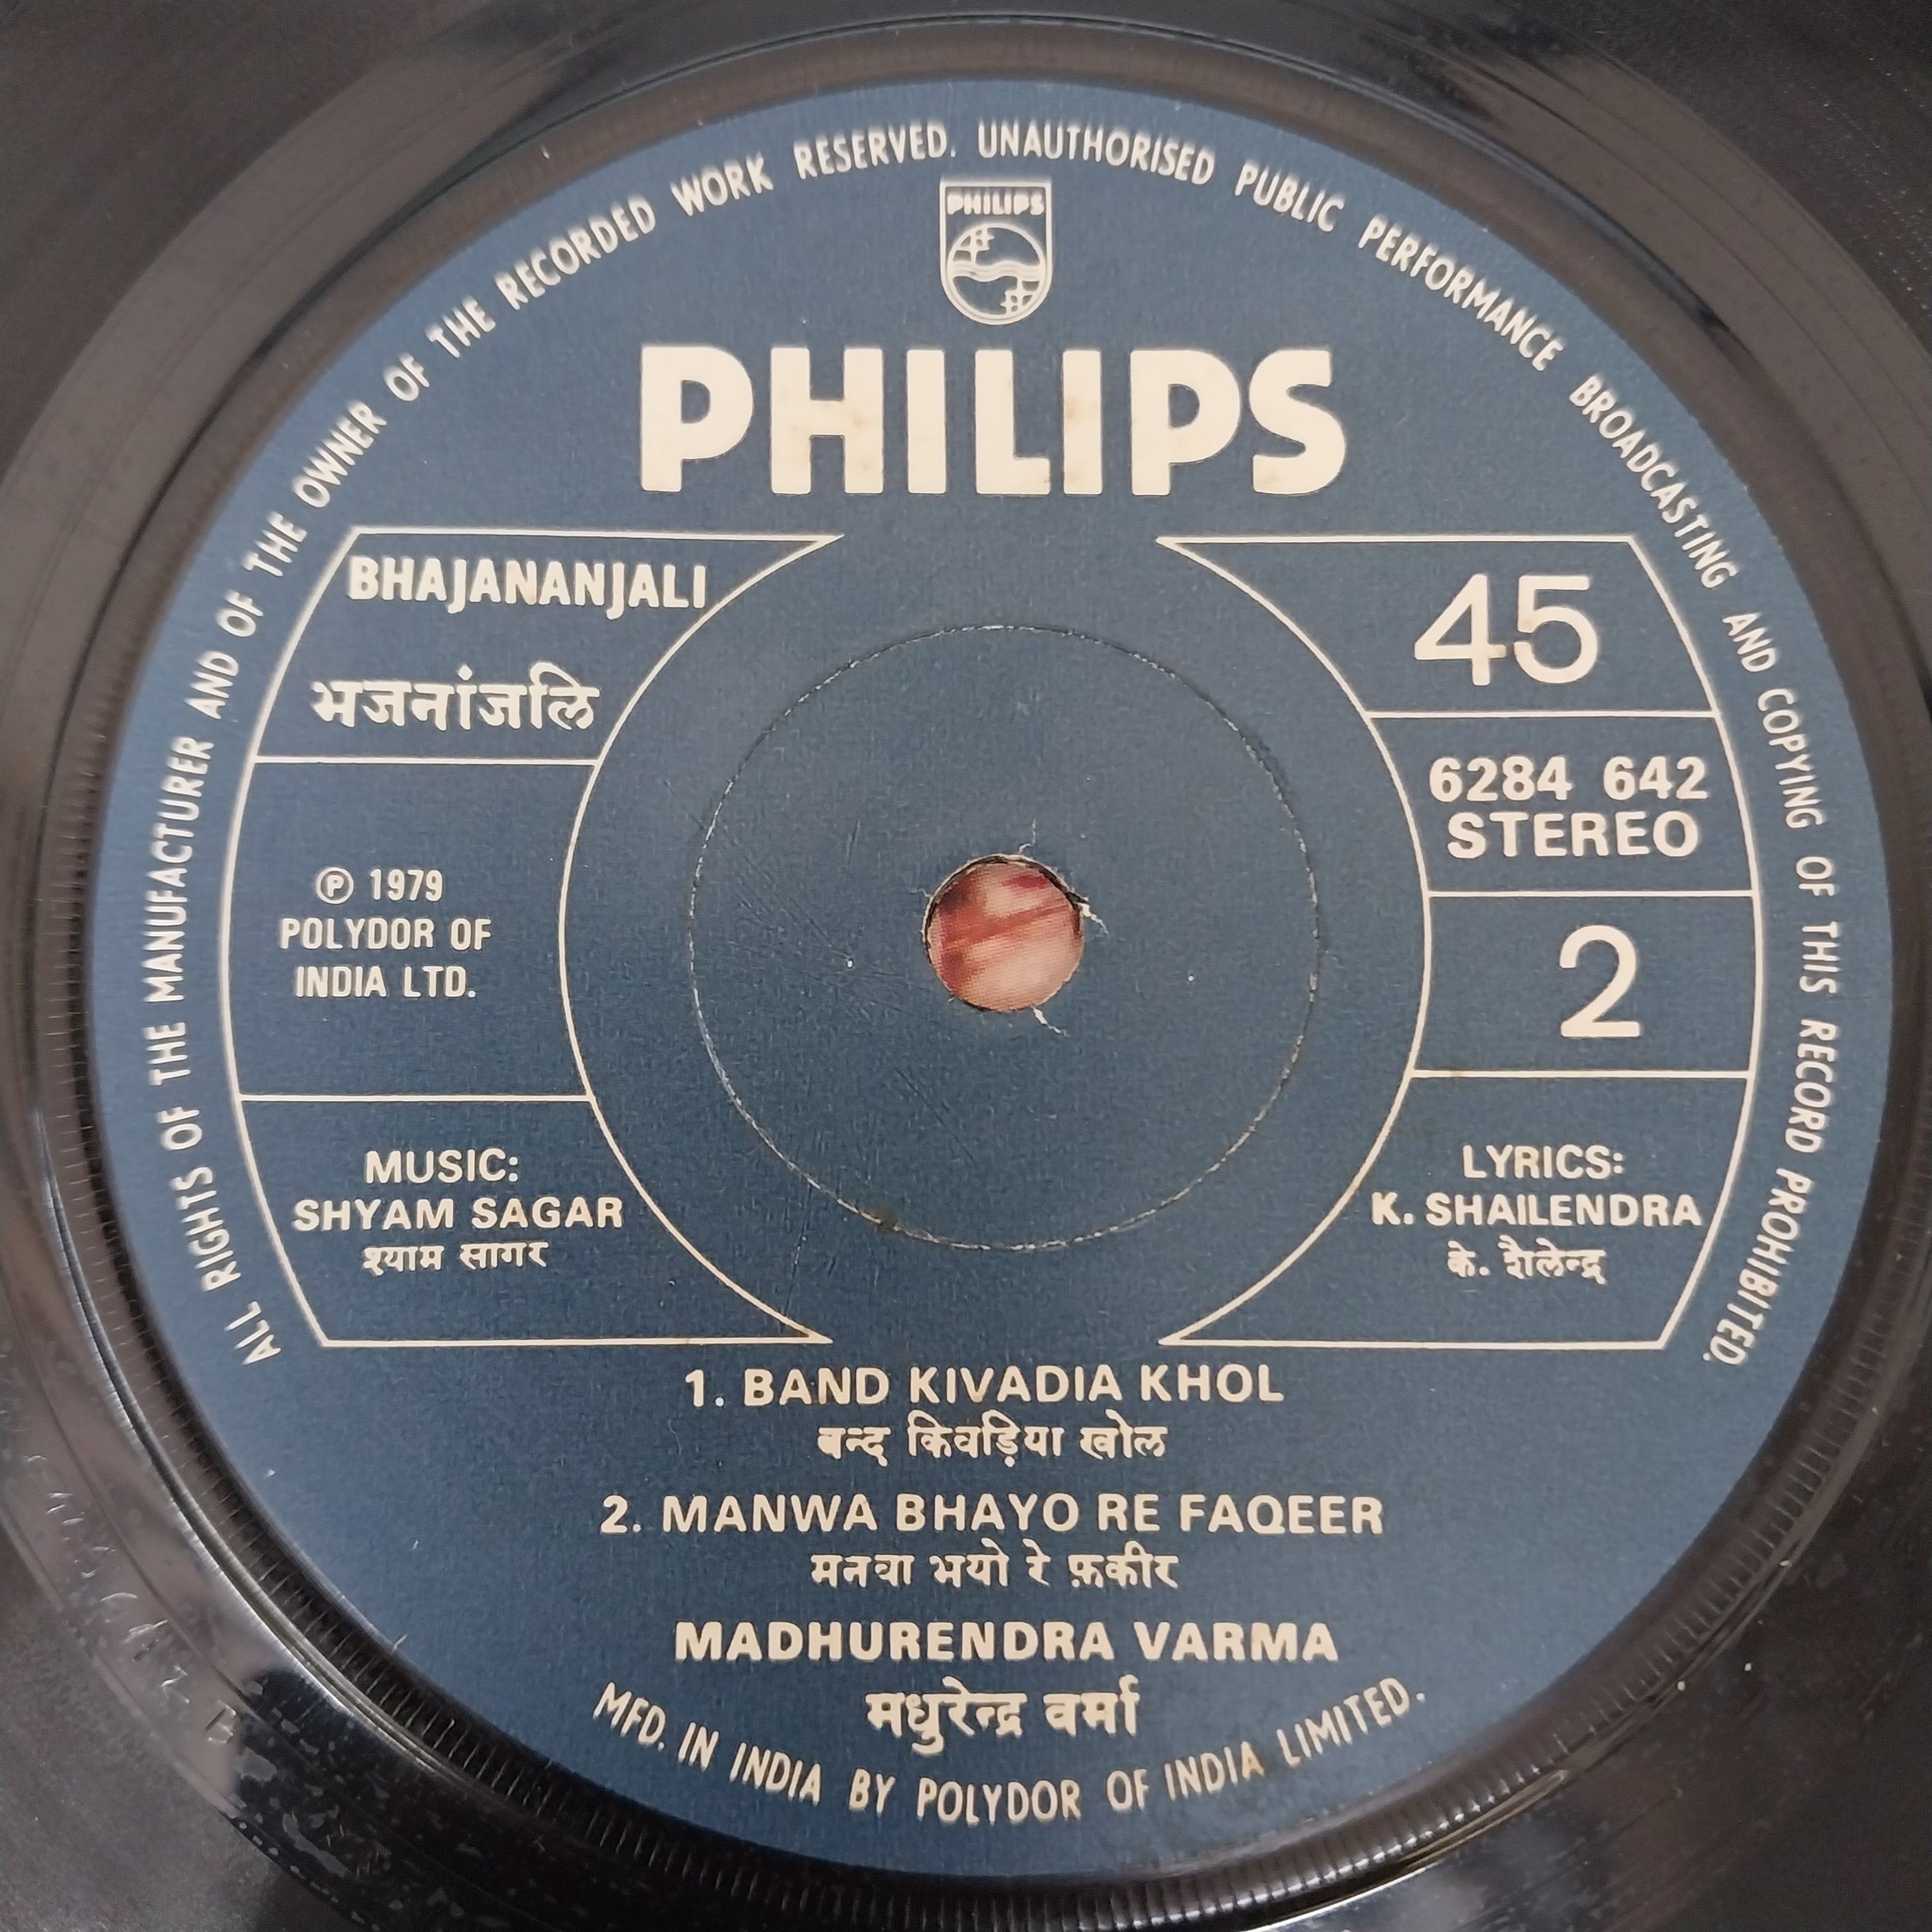 ALL RIGHTS OF THE MANUFACTURER AND OF THE OWNER OF THE RECORDED WORK RESERVED. UNAUTHORISED PUBLIC PERFORMANCE BROADCASTING AND COPYING OF THIS RECORD PROHIBITED.
PHILIPS
PHILIPS
BHAJANANJALI
भजनांजलि
℗ 1979
POLYDOR OF
INDIA LTD.
MUSIC:
SHYAM SAGAR
श्याम सागर
45
6284 642
STEREO
2
LYRICS:
K. SHAILENDRA
के. शैलेन्द्र
1. BAND KIVADIA KHOL
बन्द किवड़िया खोल
2. MANWA BHAYO RE FAQEER
मनवा भयो रे फ़कीर
MADHURENDRA VARMA
मधुरेन्द्र वर्मा
MFD. IN INDIA BY POLYDOR OF INDIA LIMITED.